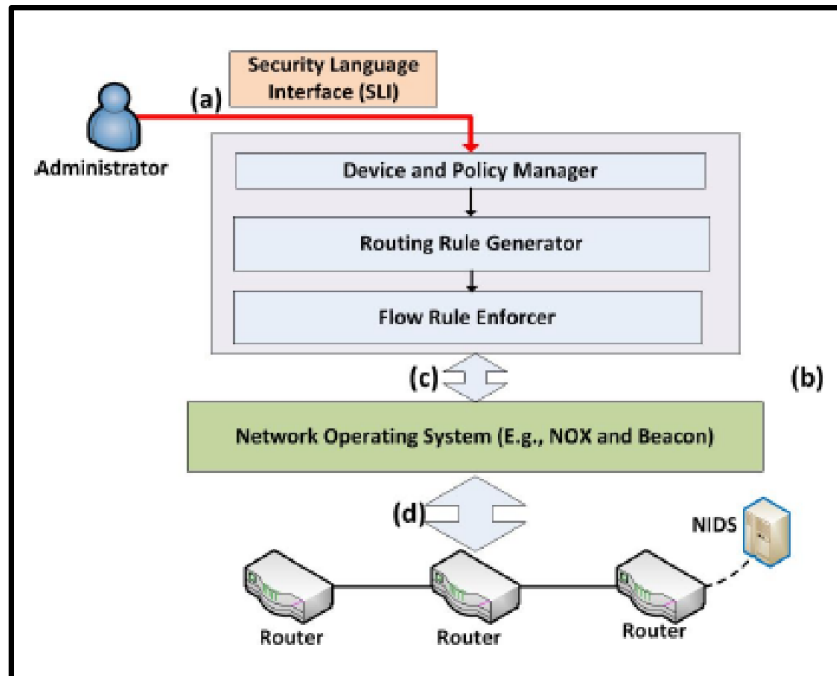 Security Language
Interface (SLI)
(a)
Administrator
Device and Policy Manager
Routing Rule Generator
Flow Rule Enforcer
(c)
(b)
Network Operating System (E.g., NOX and Beacon)
(d)
NIDS
Router
Router
Router